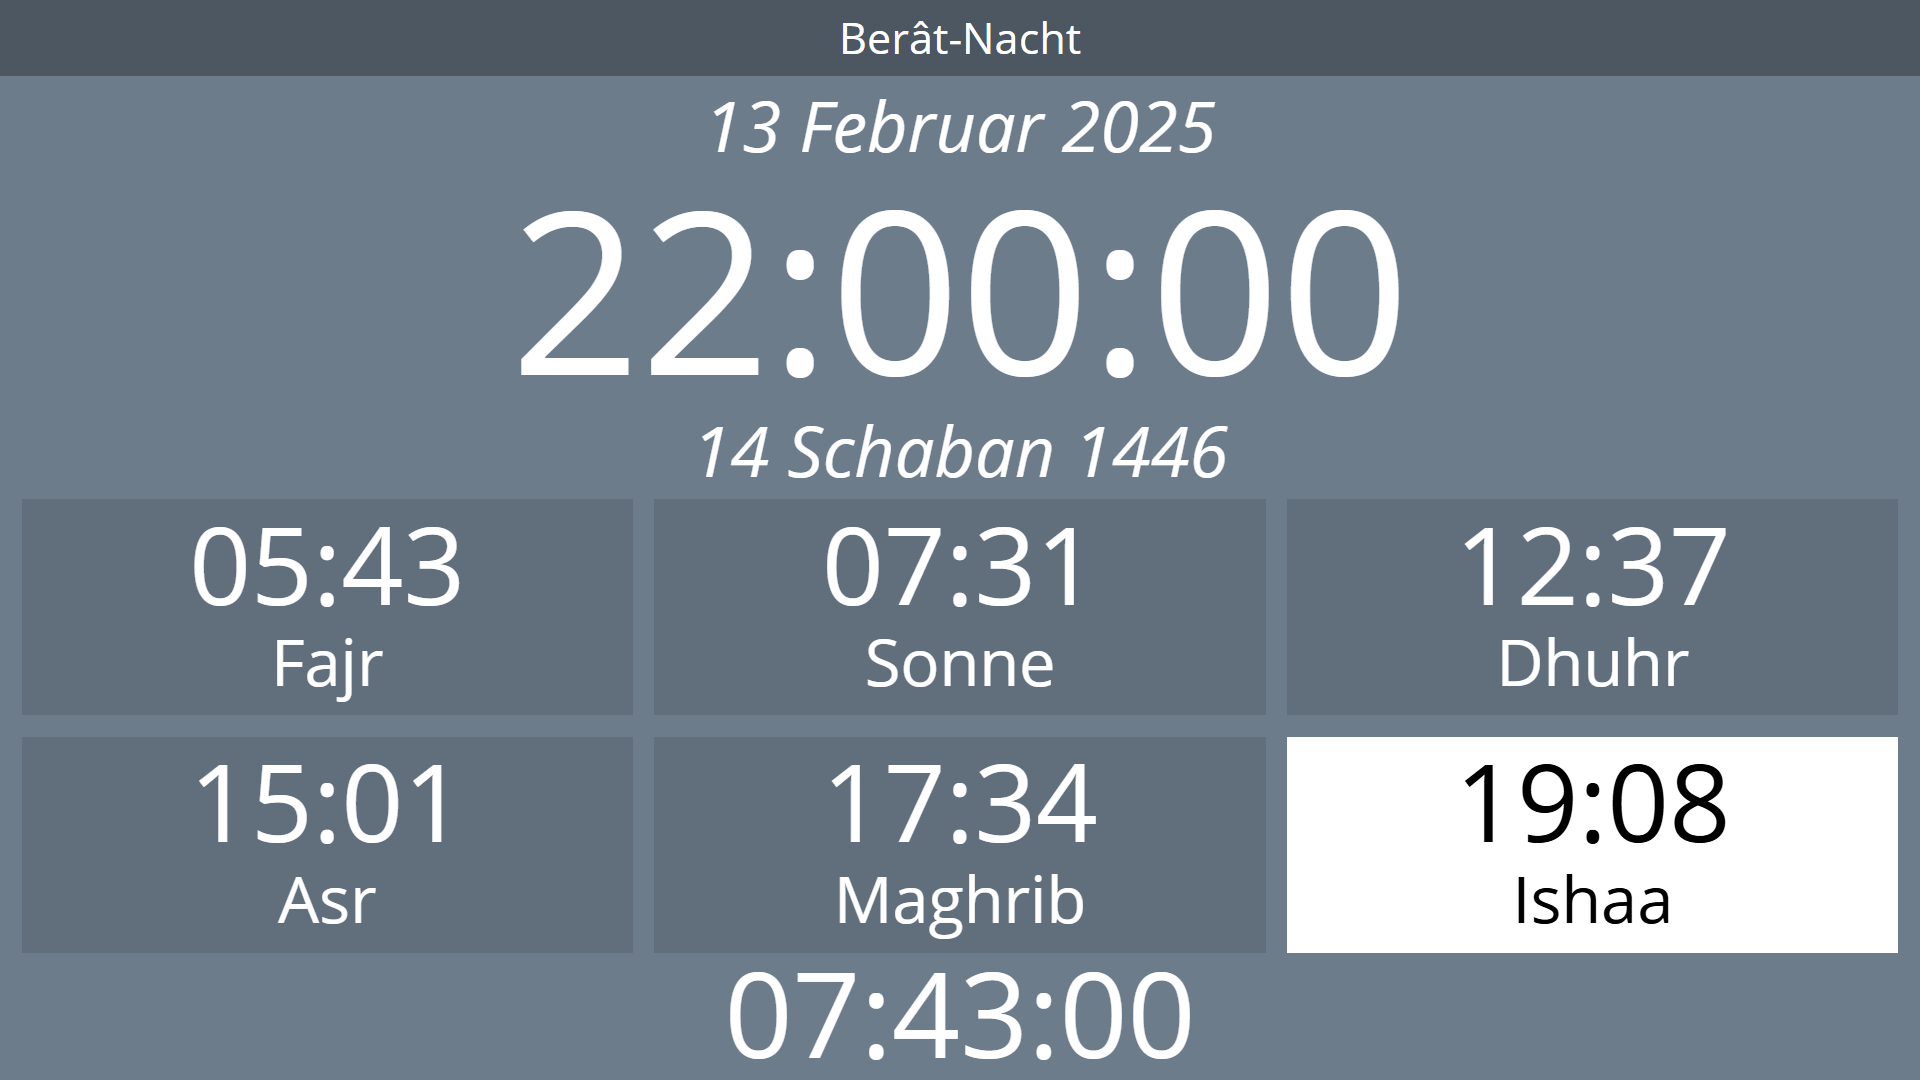 Berât-Nacht
13 Februar 2025
22:00:00
14 Schaban 1446
05:43
Fajr
07:31
Sonne
12:37
Dhuhr
15:01
Asr
17:34
Maghrib
19:08
Ishaa
07:43:00